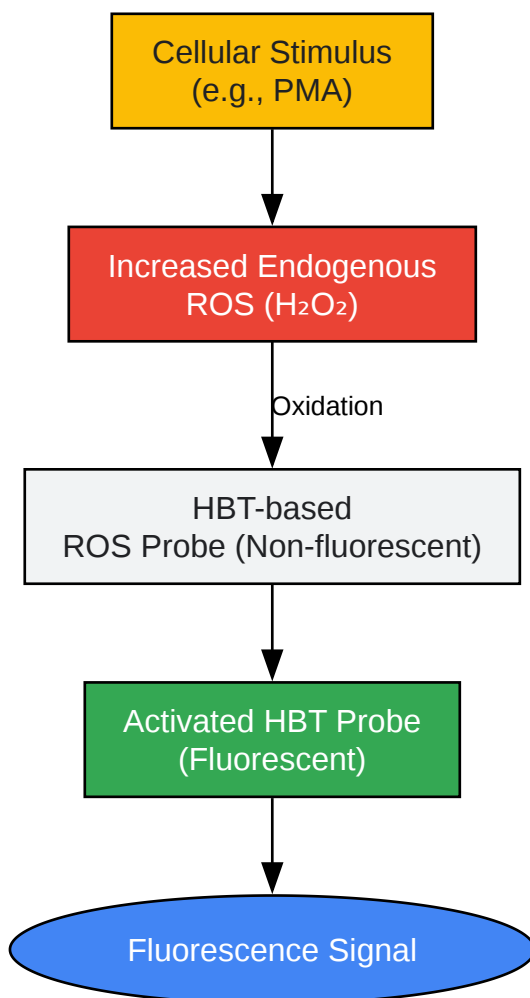 Cellular Stimulus
(e.g., PMA)
Increased Endogenous
ROS (H₂O₂)
Oxidation
HBT-based
ROS Probe (Non-fluorescent)
Activated HBT Probe
(Fluorescent)
Fluorescence Signal